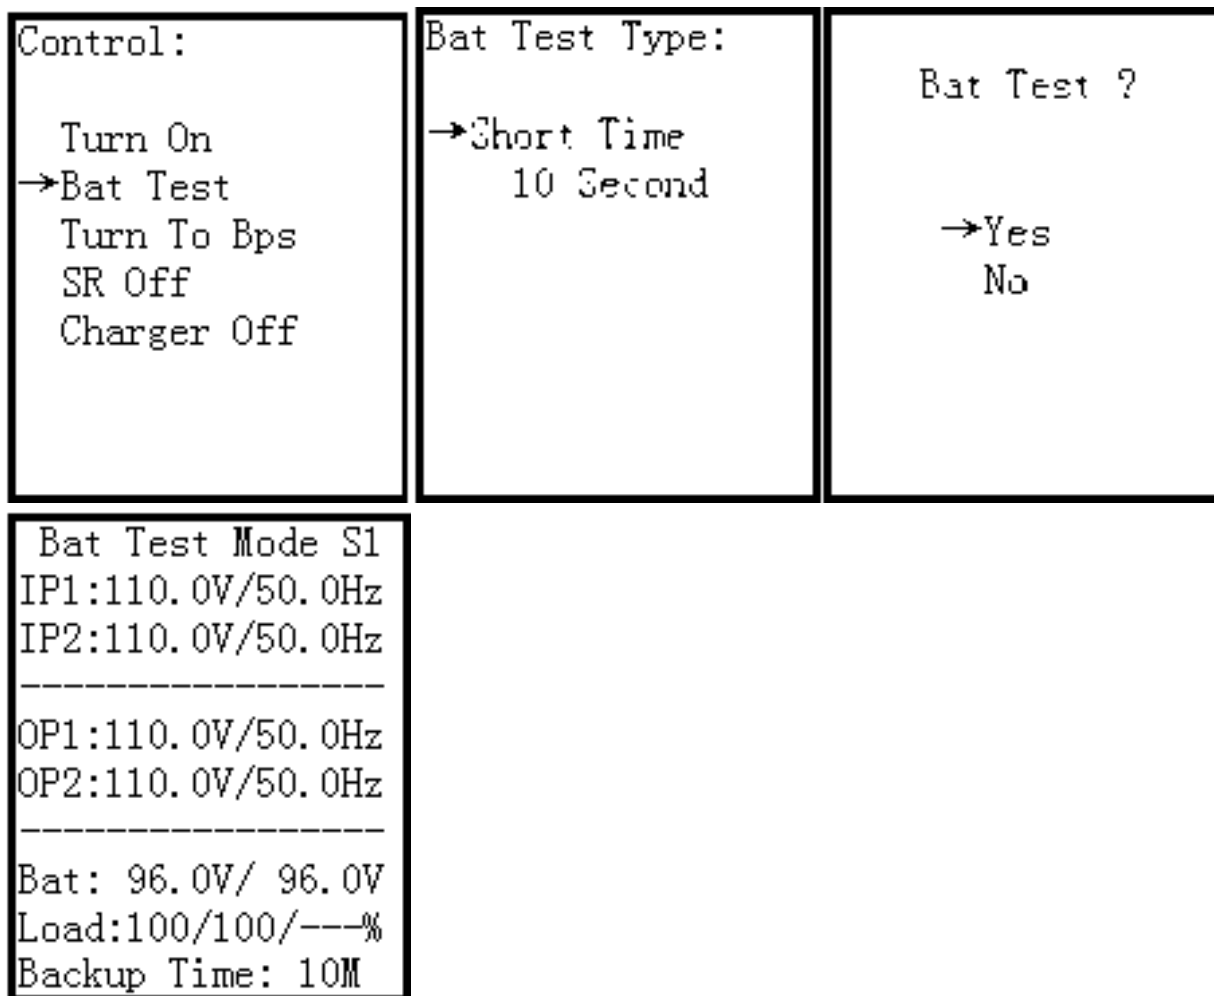 Control:
Turn On
→Bat Test
Turn To Bps
SR Off
Charger Off
Bat Test Type:
→Short Time
10 Second
Bat Test ?
→Yes
No
Bat Test Mode S1
IP1:110.0V/50.0Hz
IP2:110.0V/50.0Hz
-----------------
OP1:110.0V/50.0Hz
OP2:110.0V/50.0Hz
-----------------
Bat: 96.0V/ 96.0V
Load:100/100/---%
Backup Time: 10M